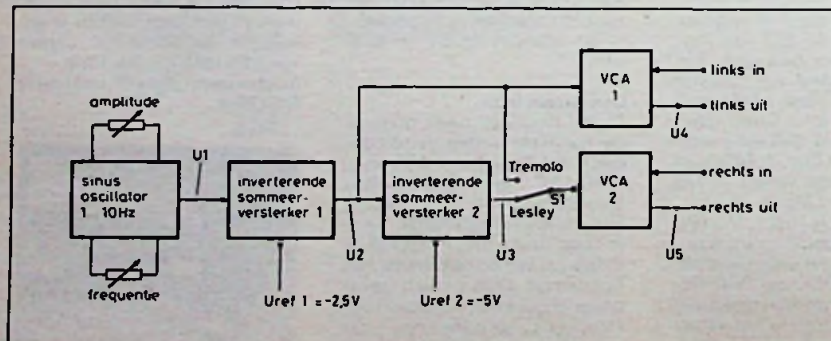 amplitude
sinus
oscillator
1 10Hz
frequentie
U1
inverterende
sommeer-
versterker 1
Uref 1 = -2,5V
U2
inverterende
sommeer-
versterker 2
Uref 2 = -5V
Tremolo
Lesley
S1
U3
VCA
1
links in
links uit
U4
VCA
2
rechts in
rechts uit
U5